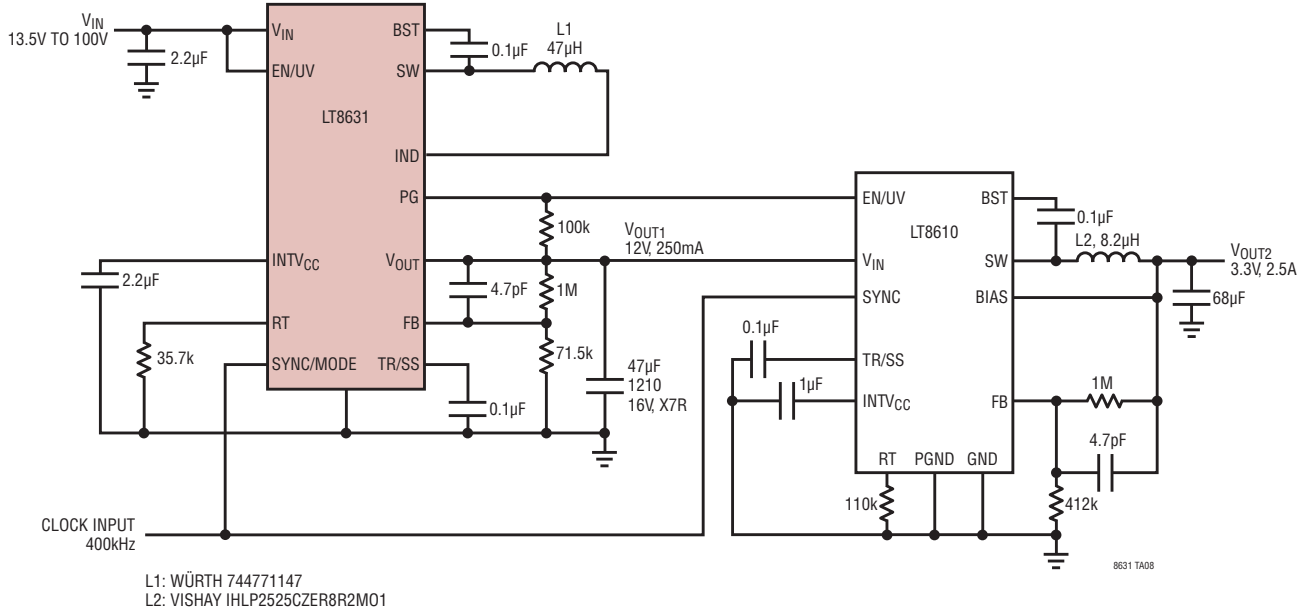 VIN
13.5V TO 100V
2.2µF
VIN
EN/UV
LT8631
BST
SW
IND
PG
INTVCC
VOUT
RT
FB
SYNC/MODE
TR/SS
0.1µF
L1
47µH
100k
VOUT1
12V, 250mA
2.2µF
35.7k
4.7pF
1M
71.5k
0.1µF
47µF
1210
16V, X7R
EN/UV
BST
LT8610
VIN
SW
SYNC
BIAS
TR/SS
INTVCC
FB
RT
PGND
GND
0.1µF
L2, 8.2µH
VOUT2
3.3V, 2.5A
68µF
0.1µF
1µF
1M
4.7pF
110k
412k
CLOCK INPUT
400kHz
8631 TA08
L1: WÜRTH 744771147
L2: VISHAY IHLP2525CZER8R2MO1